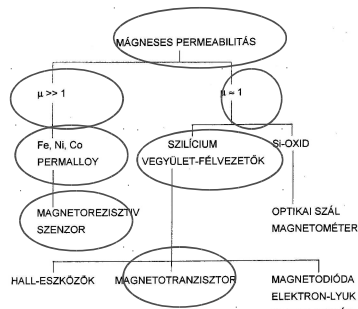 MÁGNESES PERMEABILITÁS
μ >> 1
μ ≈ 1
Fe, Ni, Co
PERMALLOY
SZILÍCIUM
VEGYÜLET-FÉLVEZETŐK
Si-OXID
MAGNETOREZISZTIV
SZENZOR
OPTIKAI SZÁL
MAGNETOMÉTER
HALL-ESZKÖZÖK
MAGNETOTRANZISZTOR
MAGNETODIÓDA
ELEKTRON-LYUK